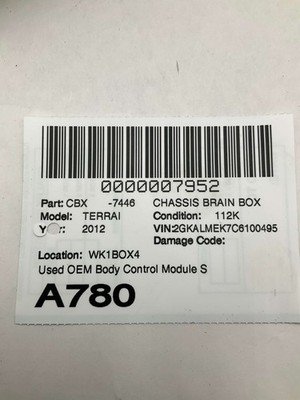 0000007952
Part: CBX -7446 CHASSIS BRAIN BOX
Model: TERRAI Condition: 112K
Year: 2012 VIN:2GKALMEK7C6100495
Damage Code:
Location: WK1BOX4
Used OEM Body Control Module S
A780